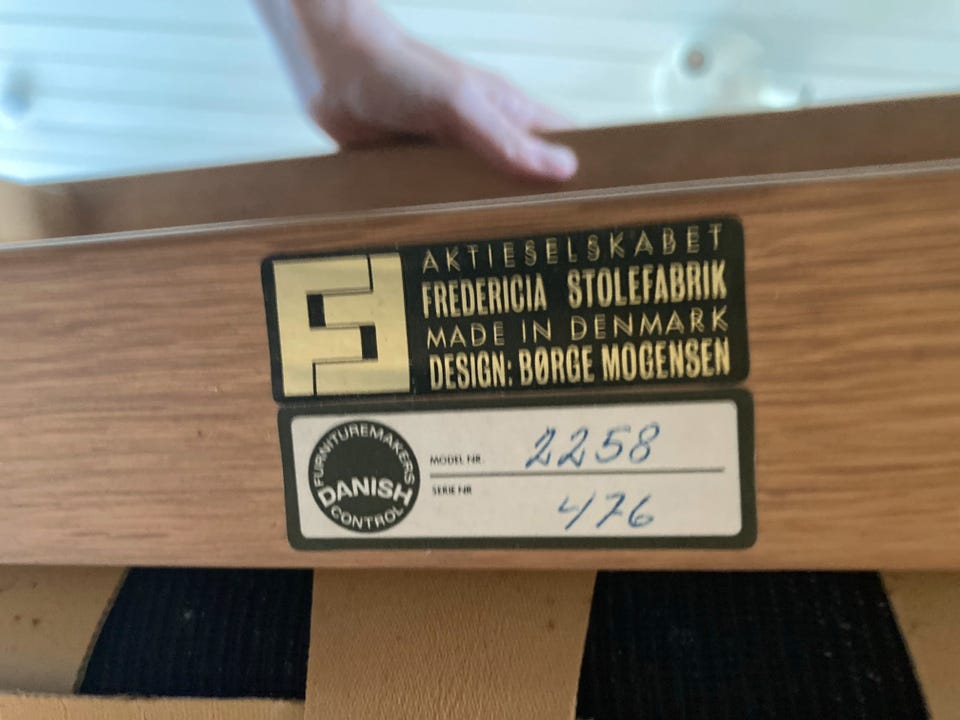 AKTIESELSKABET
FREDERICIA STOLEFABRIK
MADE IN DENMARK
DESIGN: BØRGE MOGENSEN
FURNITUREMAKERS
DANISH
CONTROL
MODEL NR. 2258
SERIE NR. 476